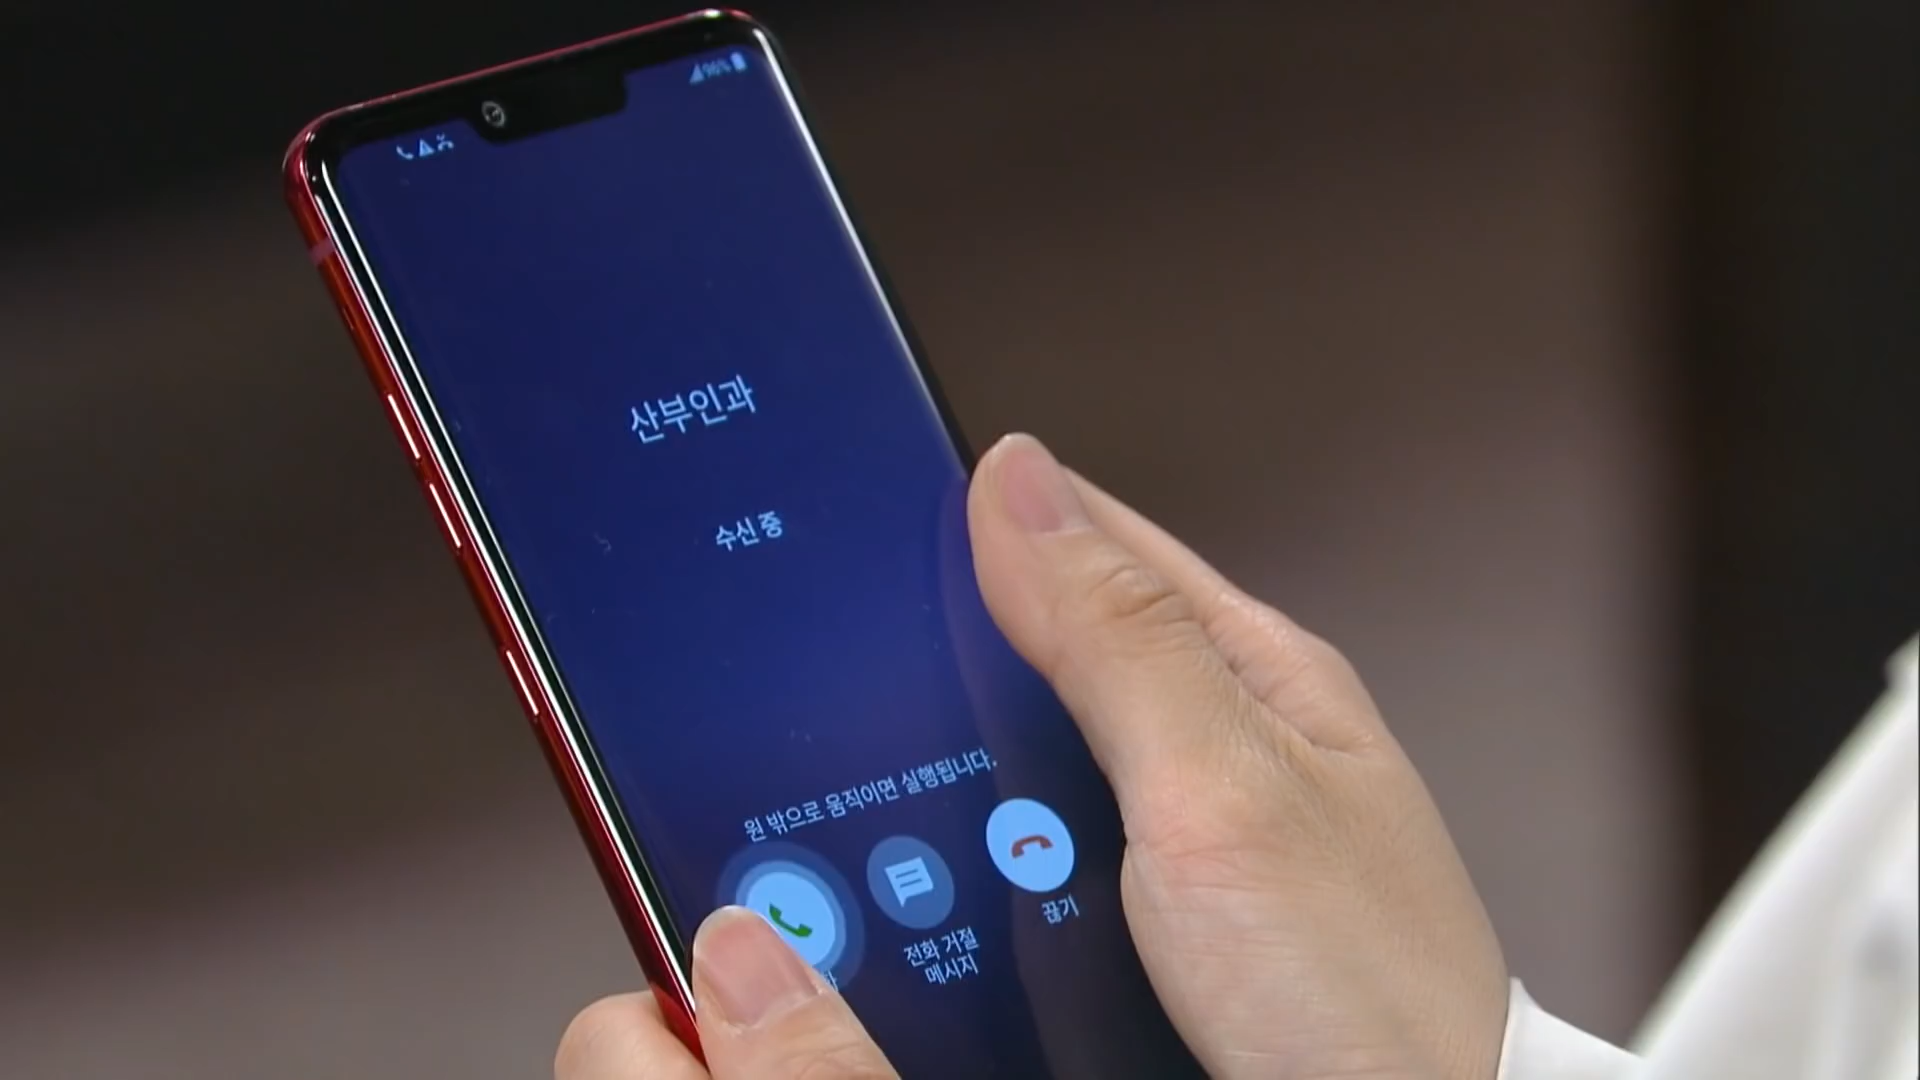 96%
산부인과
수신 중
원 밖으로 움직이면 실행됩니다.
전화 거절
메시지
끊기